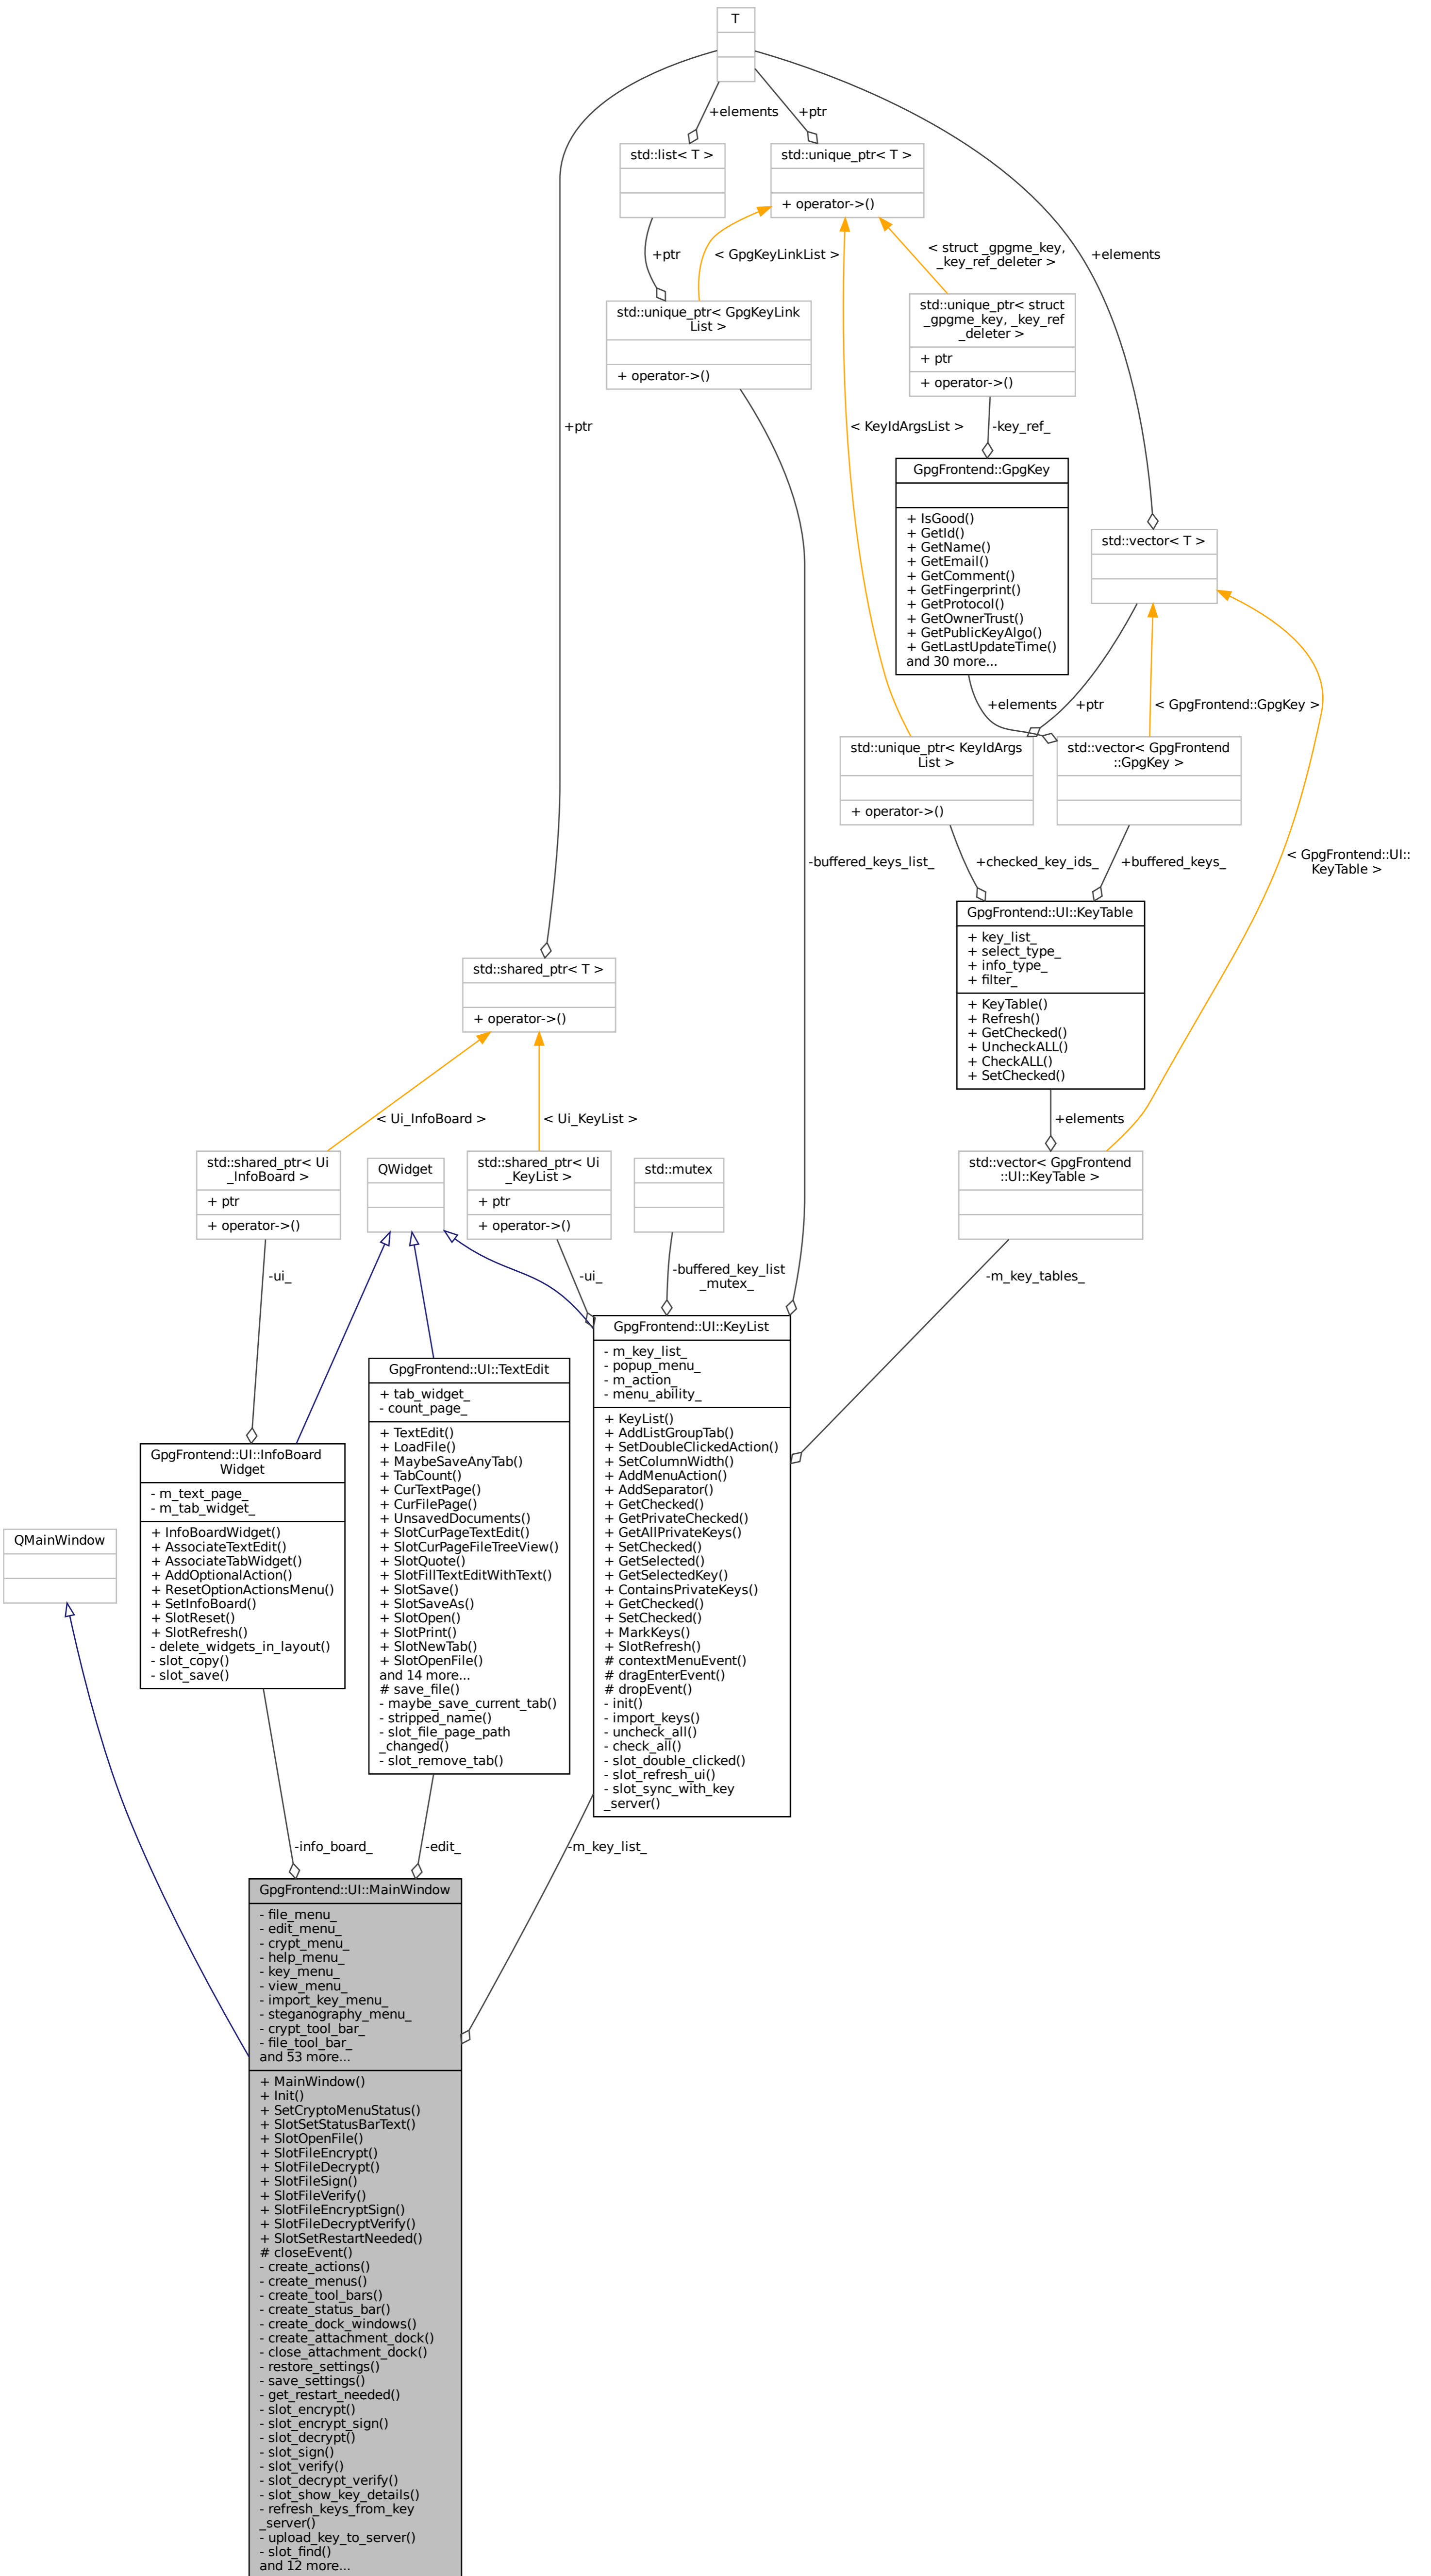 T
+elements
+ptr
std::list< T >
std::unique_ptr< T >
+ operator->()
+ptr
< GpgKeyLinkList >
< struct _gpgme_key,
_key_ref_deleter >
+elements
std::unique_ptr< GpgKeyLink
List >
+ operator->()
std::unique_ptr< struct
_gpgme_key, _key_ref
_deleter >
+ ptr
+ operator->()
+ptr
< KeyIdArgsList >
-key_ref_
GpgFrontend::GpgKey
+ IsGood()
+ GetId()
+ GetName()
+ GetEmail()
+ GetComment()
+ GetFingerprint()
+ GetProtocol()
+ GetOwnerTrust()
+ GetPublicKeyAlgo()
+ GetLastUpdateTime()
and 30 more...
std::vector< T >
+elements
+ptr
< GpgFrontend::GpgKey >
std::unique_ptr< KeyIdArgs
List >
+ operator->()
std::vector< GpgFrontend
::GpgKey >
-buffered_keys_list_
+checked_key_ids_
+buffered_keys_
< GpgFrontend::UI::
KeyTable >
GpgFrontend::UI::KeyTable
+ key_list_
+ select_type_
+ info_type_
+ filter_
+ KeyTable()
+ Refresh()
+ GetChecked()
+ UncheckALL()
+ CheckALL()
+ SetChecked()
std::shared_ptr< T >
+ operator->()
< Ui_InfoBoard >
< Ui_KeyList >
+elements
std::shared_ptr< Ui
_InfoBoard >
+ ptr
+ operator->()
QWidget
std::shared_ptr< Ui
_KeyList >
+ ptr
+ operator->()
std::mutex
std::vector< GpgFrontend
::UI::KeyTable >
-ui_
-ui_
-buffered_key_list
_mutex_
-m_key_tables_
GpgFrontend::UI::KeyList
- m_key_list_
- popup_menu_
- m_action_
- menu_ability_
+ KeyList()
+ AddListGroupTab()
+ SetDoubleClickedAction()
+ SetColumnWidth()
+ AddMenuAction()
+ AddSeparator()
+ GetChecked()
+ GetPrivateChecked()
+ GetAllPrivateKeys()
+ SetChecked()
+ GetSelected()
+ GetSelectedKey()
+ ContainsPrivateKeys()
+ GetChecked()
+ SetChecked()
+ MarkKeys()
+ SlotRefresh()
# contextMenuEvent()
# dragEnterEvent()
# dropEvent()
- init()
- import_keys()
- uncheck_all()
- check_all()
- slot_double_clicked()
- slot_refresh_ui()
- slot_sync_with_key
_server()
GpgFrontend::UI::TextEdit
+ tab_widget_
- count_page_
+ TextEdit()
+ LoadFile()
+ MaybeSaveAnyTab()
+ TabCount()
+ CurTextPage()
+ CurFilePage()
+ UnsavedDocuments()
+ SlotCurPageTextEdit()
+ SlotCurPageFileTreeView()
+ SlotQuote()
+ SlotFillTextEditWithText()
+ SlotSave()
+ SlotSaveAs()
+ SlotOpen()
+ SlotPrint()
+ SlotNewTab()
+ SlotOpenFile()
and 14 more...
# save_file()
- maybe_save_current_tab()
- stripped_name()
- slot_file_page_path
_changed()
- slot_remove_tab()
GpgFrontend::UI::InfoBoard
Widget
- m_text_page_
- m_tab_widget_
+ InfoBoardWidget()
+ AssociateTextEdit()
+ AssociateTabWidget()
+ AddOptionalAction()
+ ResetOptionActionsMenu()
+ SetInfoBoard()
+ SlotReset()
+ SlotRefresh()
- delete_widgets_in_layout()
- slot_copy()
- slot_save()
QMainWindow
-info_board_
-edit_
-m_key_list_
GpgFrontend::UI::MainWindow
- file_menu_
- edit_menu_
- crypt_menu_
- help_menu_
- key_menu_
- view_menu_
- import_key_menu_
- steganography_menu_
- crypt_tool_bar_
- file_tool_bar_
and 53 more...
+ MainWindow()
+ Init()
+ SetCryptoMenuStatus()
+ SlotSetStatusBarText()
+ SlotOpenFile()
+ SlotFileEncrypt()
+ SlotFileDecrypt()
+ SlotFileSign()
+ SlotFileVerify()
+ SlotFileEncryptSign()
+ SlotFileDecryptVerify()
+ SlotSetRestartNeeded()
# closeEvent()
- create_actions()
- create_menus()
- create_tool_bars()
- create_status_bar()
- create_dock_windows()
- create_attachment_dock()
- close_attachment_dock()
- restore_settings()
- save_settings()
- get_restart_needed()
- slot_encrypt()
- slot_encrypt_sign()
- slot_decrypt()
- slot_sign()
- slot_verify()
- slot_decrypt_verify()
- slot_show_key_details()
- refresh_keys_from_key
_server()
- upload_key_to_server()
- slot_find()
and 12 more...